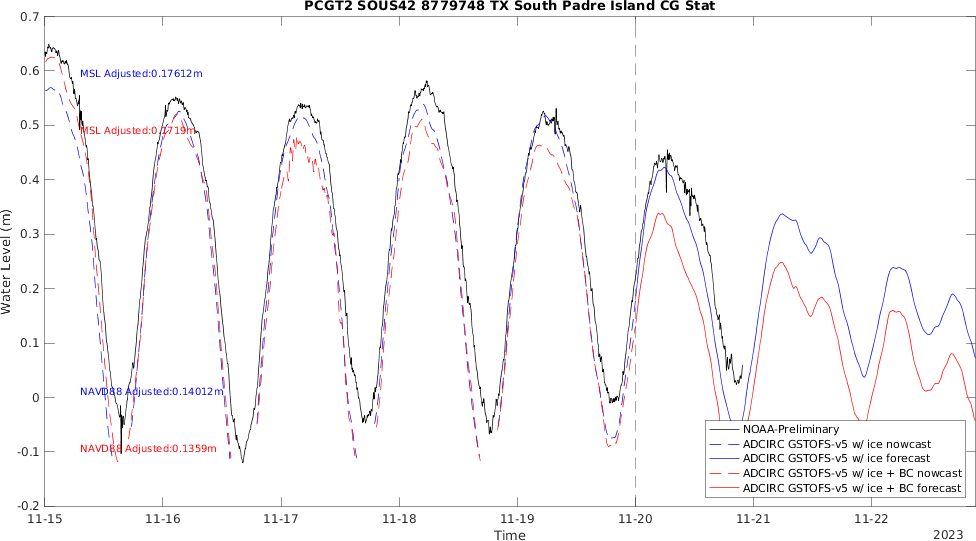 PCGT2 SOUS42 8779748 TX South Padre Island CG Stat
0.7
0.6
0.5
0.4
0.3
0.2
0.1
0
-0.1
-0.2
Water Level (m)
MSL Adjusted:0.17612m
MSL Adjusted:0.1719m
NAVD88 Adjusted:0.14012m
NAVD88 Adjusted:0.1359m
NOAA-Preliminary
ADCIRC GSTOFS-v5 w/ ice nowcast
ADCIRC GSTOFS-v5 w/ ice forecast
ADCIRC GSTOFS-v5 w/ ice + BC nowcast
ADCIRC GSTOFS-v5 w/ ice + BC forecast
11-15 11-16 11-17 11-18 11-19 11-20 11-21 11-22
Time
2023